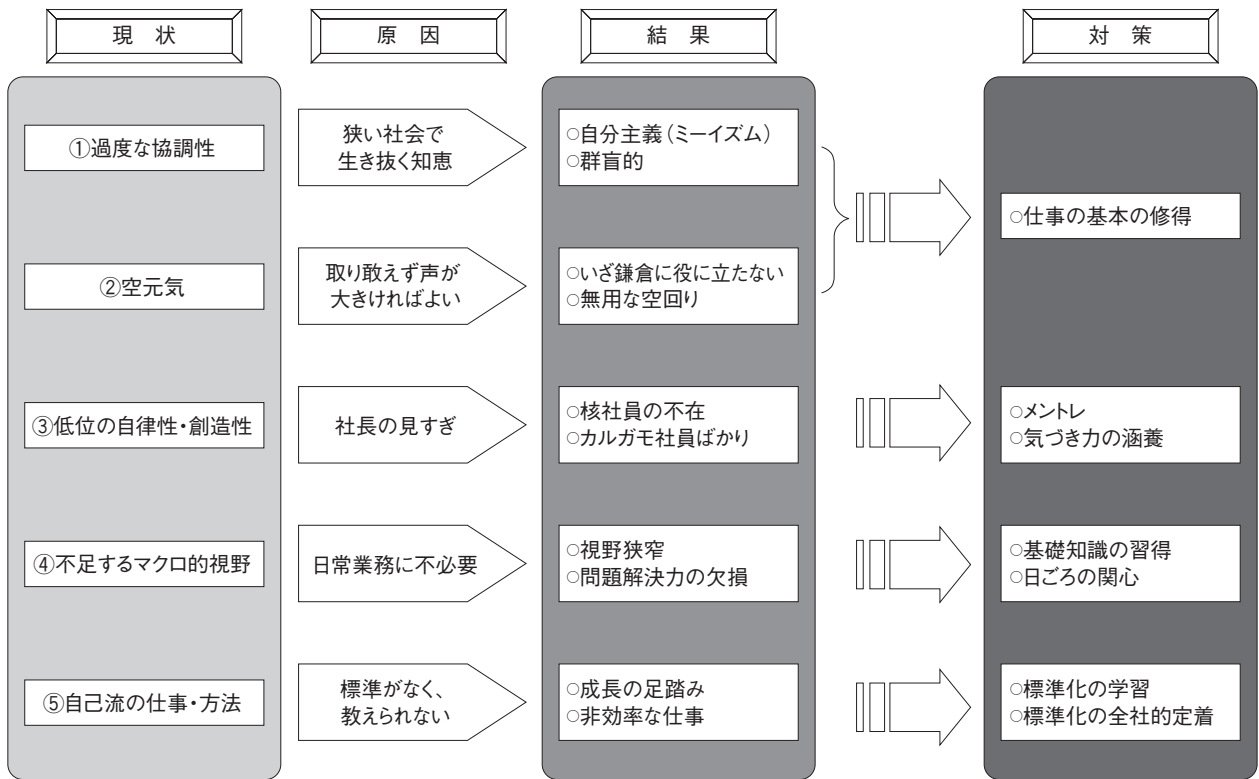 現 状
原 因
結 果
対 策
①過度な協調性
狭い社会で
生き抜く知恵
○自分主義（ミーイズム）
○群盲的
○仕事の基本の修得
②空元気
取り敢えず声が
大きければよい
○いざ鎌倉に役に立たない
○無用な空回り
③低位の自律性・創造性
社長の見すぎ
○核社員の不在
○カルガモ社員ばかり
○メントレ
○気づき力の涵養
④不足するマクロ的視野
日常業務に不必要
○視野狭窄
○問題解決力の欠損
○基礎知識の習得
○日ごろの関心
⑤自己流の仕事・方法
標準がなく、
教えられない
○成長の足踏み
○非効率な仕事
○標準化の学習
○標準化の全社的定着